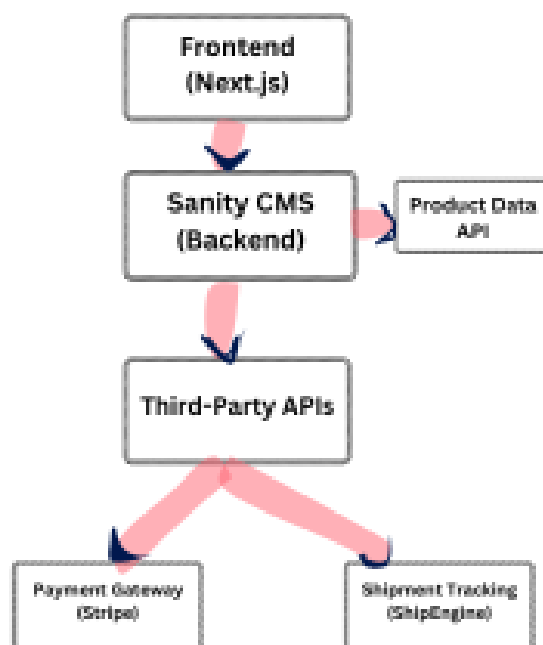 Frontend
(Next.js)
Sanity CMS
(Backend)
Product Data
API
Third-Party APIs
Payment Gateway
(Stripe)
Shipment Tracking
(ShipEngine)